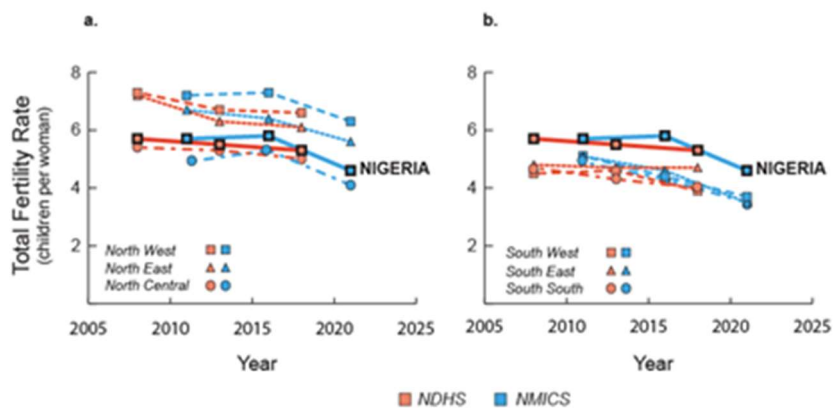 a.
b.
Total Fertility Rate
(children per woman)
8
6
4
2
NIGERIA
North West
North East
North Central
2005 2010 2015 2020 2025
Year
8
6
4
2
NIGERIA
South West
South East
South South
2005 2010 2015 2020 2025
Year
NDHS NMICS